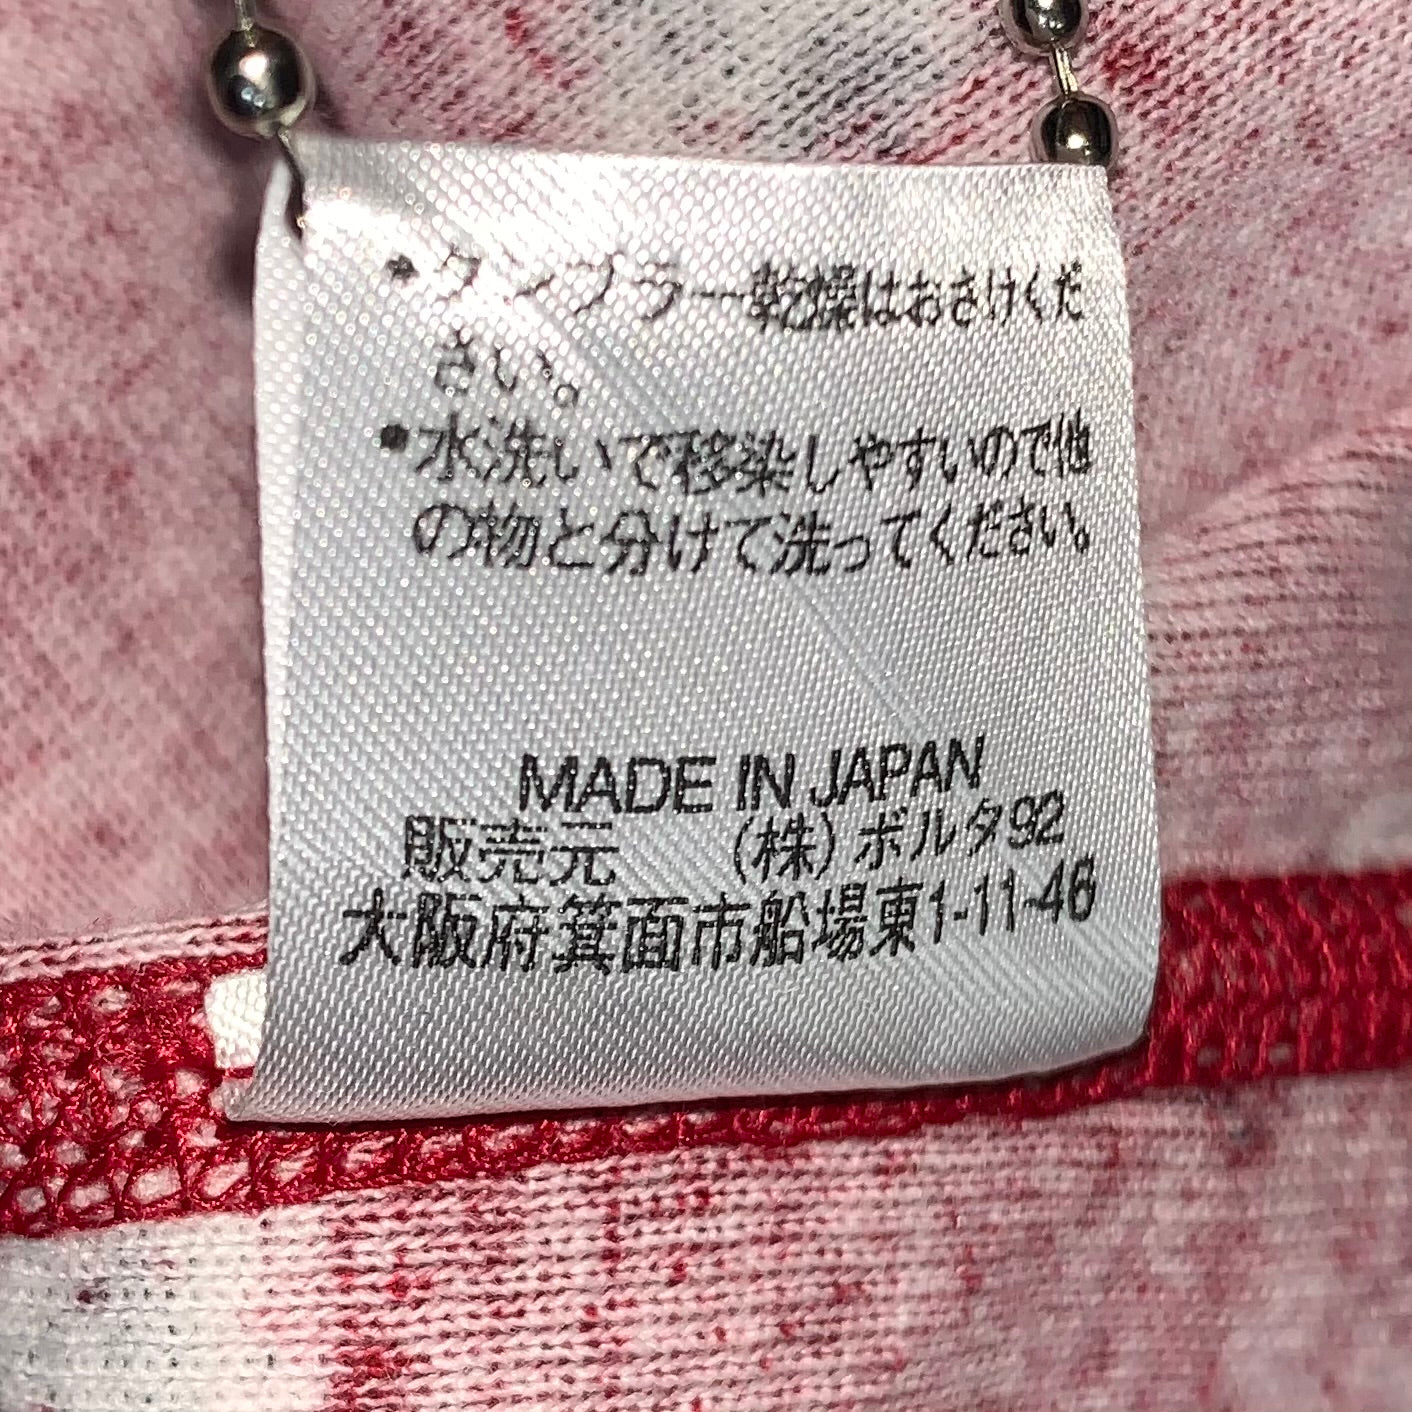 •タンブラー乾燥はおさけくだ
さい。
•水洗いで移染しやすいので他
の物と分けて洗ってください。
MADE IN JAPAN
販売元 (株)ボルタ92
大阪府箕面市船場東1-11-46